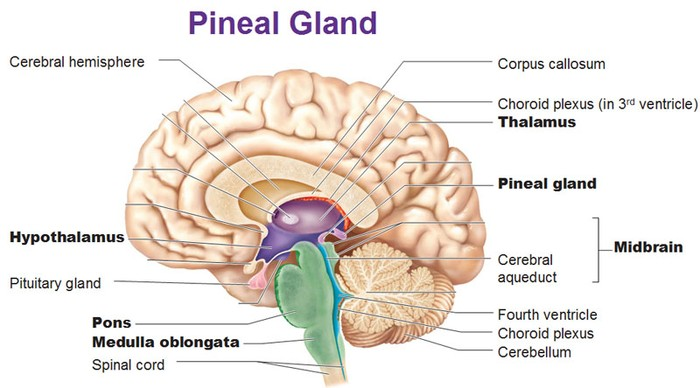 Pineal Gland
Cerebral hemisphere
Corpus callosum
Choroid plexus (in 3rd ventricle)
Thalamus
Pineal gland
Hypothalamus
Midbrain
Cerebral
aqueduct
Pituitary gland
Fourth ventricle
Pons
Choroid plexus
Medulla oblongata
Cerebellum
Spinal cord